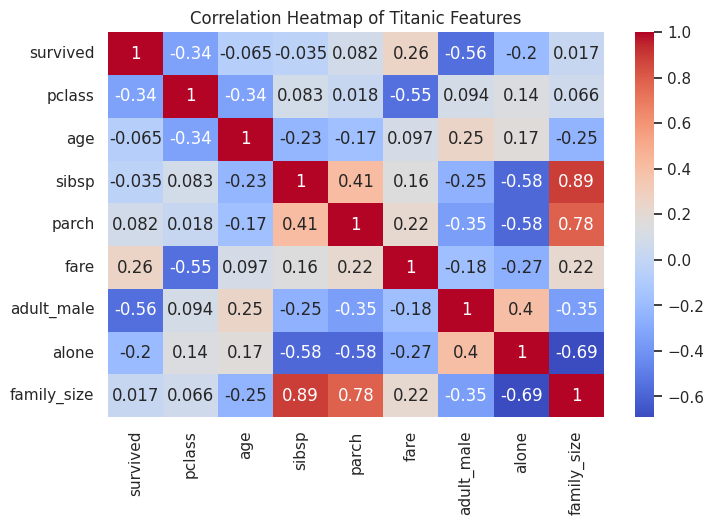 Correlation Heatmap of Titanic Features
survived 1 -0.34 -0.065 -0.035 0.082 0.26 -0.56 -0.2 0.017
pclass -0.34 1 -0.34 0.083 0.018 -0.55 0.094 0.14 0.066
age -0.065 -0.34 1 -0.23 -0.17 0.097 0.25 0.17 -0.25
sibsp -0.035 0.083 -0.23 1 0.41 0.16 -0.25 -0.58 0.89
parch 0.082 0.018 -0.17 0.41 1 0.22 -0.35 -0.58 0.78
fare 0.26 -0.55 0.097 0.16 0.22 1 -0.18 -0.27 0.22
adult_male -0.56 0.094 0.25 -0.25 -0.35 -0.18 1 0.4 -0.35
alone -0.2 0.14 0.17 -0.58 -0.58 -0.27 0.4 1 -0.69
family_size 0.017 0.066 -0.25 0.89 0.78 0.22 -0.35 -0.69 1
survived
pclass
age
sibsp
parch
fare
adult_male
alone
family_size
1.0
0.8
0.6
0.4
0.2
0.0
−0.2
−0.4
−0.6